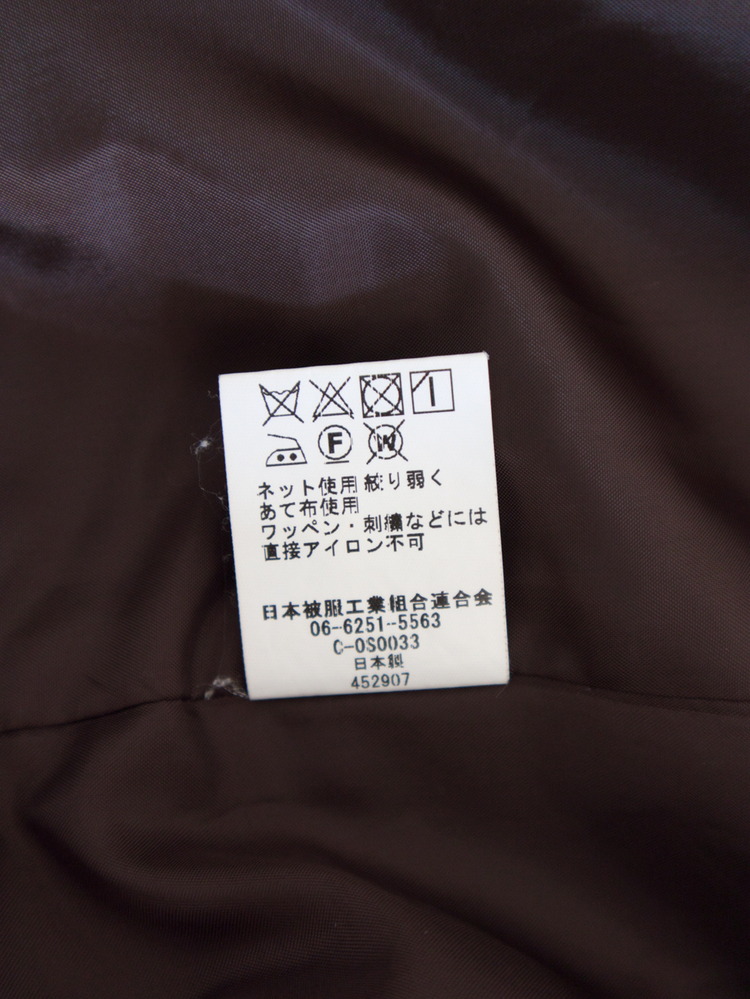 F W
ネット使用 絞り弱く
あて布使用
ワッペン・刺繍などには
直接アイロン不可
日本被服工業組合連合会
06-6251-5563
C-OS0033
日本製
452907